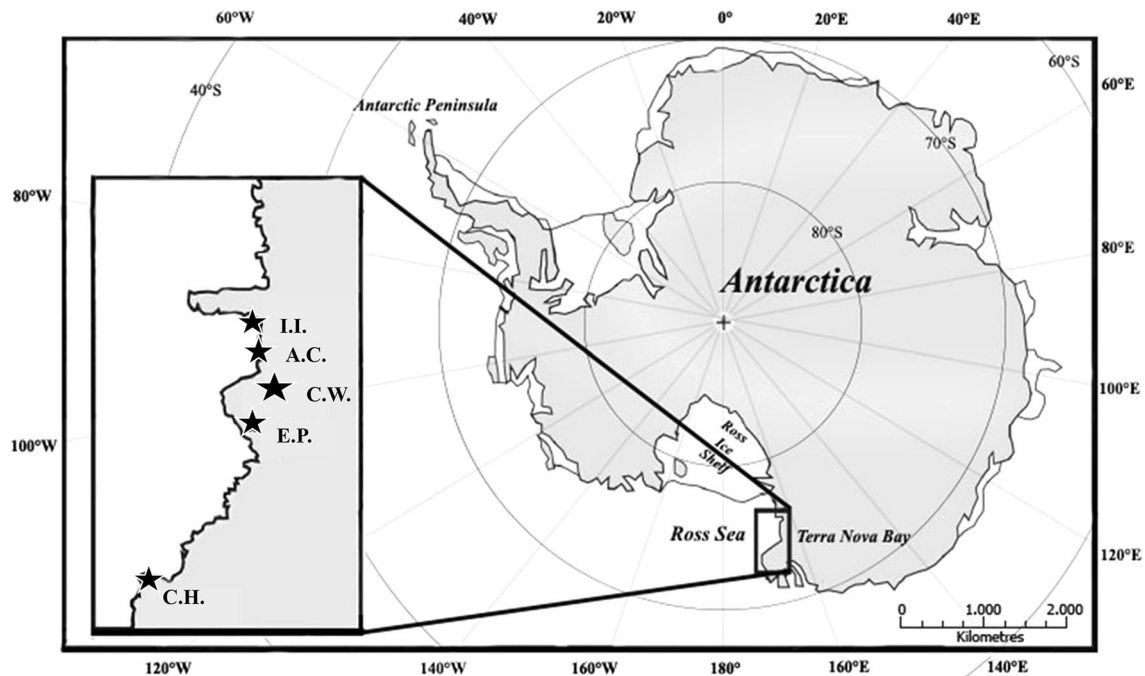 60°W
40°W
20°W
0°
20°E
40°E
60°S
60°E
40°S
Antarctic Peninsula
70°S
80°W
80°S
80°E
Antarctica
I.I.
A.C.
C.W.
E.P.
100°E
100°W
Ross
Ice
Shelf
Ross Sea
Terra Nova Bay
120°E
C.H.
0
1.000
2.000
Kilometres
120°W
140°W
160°W
180°
160°E
140°E